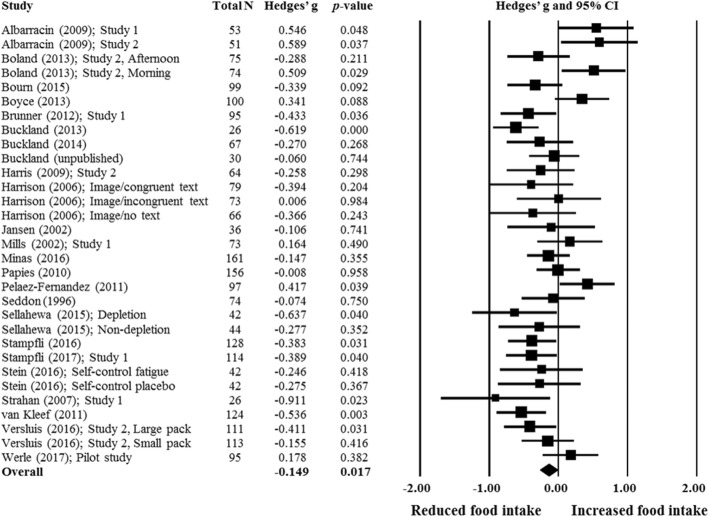 Study Total N Hedges' g p-value Hedges' g and 95% CI
Albarracin (2009); Study 1 53 0.546 0.048
Albarracin (2009); Study 2 51 0.589 0.037
Boland (2013); Study 2, Afternoon 75 -0.288 0.211
Boland (2013); Study 2, Morning 74 0.509 0.029
Bourn (2015) 99 -0.339 0.092
Boyce (2013) 100 0.341 0.088
Brunner (2012); Study 1 95 -0.433 0.036
Buckland (2013) 26 -0.619 0.000
Buckland (2014) 67 -0.270 0.268
Buckland (unpublished) 30 -0.060 0.744
Harris (2009); Study 2 64 -0.258 0.298
Harrison (2006); Image/congruent text 79 -0.394 0.204
Harrison (2006); Image/incongruent text 73 0.006 0.984
Harrison (2006); Image/no text 66 -0.366 0.243
Jansen (2002) 36 -0.106 0.741
Mills (2002); Study 1 73 0.164 0.490
Minas (2016) 161 -0.147 0.355
Papies (2010) 156 -0.008 0.958
Pelaez-Fernandez (2011) 97 0.417 0.039
Seddon (1996) 74 -0.074 0.750
Sellahewa (2015); Depletion 42 -0.637 0.040
Sellahewa (2015); Non-depletion 44 -0.277 0.352
Stampfli (2016) 128 -0.383 0.031
Stampfli (2017); Study 1 114 -0.389 0.040
Stein (2016); Self-control fatigue 42 -0.246 0.418
Stein (2016); Self-control placebo 42 -0.275 0.367
Strahan (2007); Study 1 26 -0.911 0.023
van Kleef (2011) 124 -0.536 0.003
Versluis (2016); Study 2, Large pack 111 -0.411 0.031
Versluis (2016); Study 2, Small pack 113 -0.155 0.416
Werle (2017); Pilot study 95 0.178 0.382
Overall -0.149 0.017
-2.00 -1.00 0.00 1.00 2.00
Reduced food intake Increased food intake